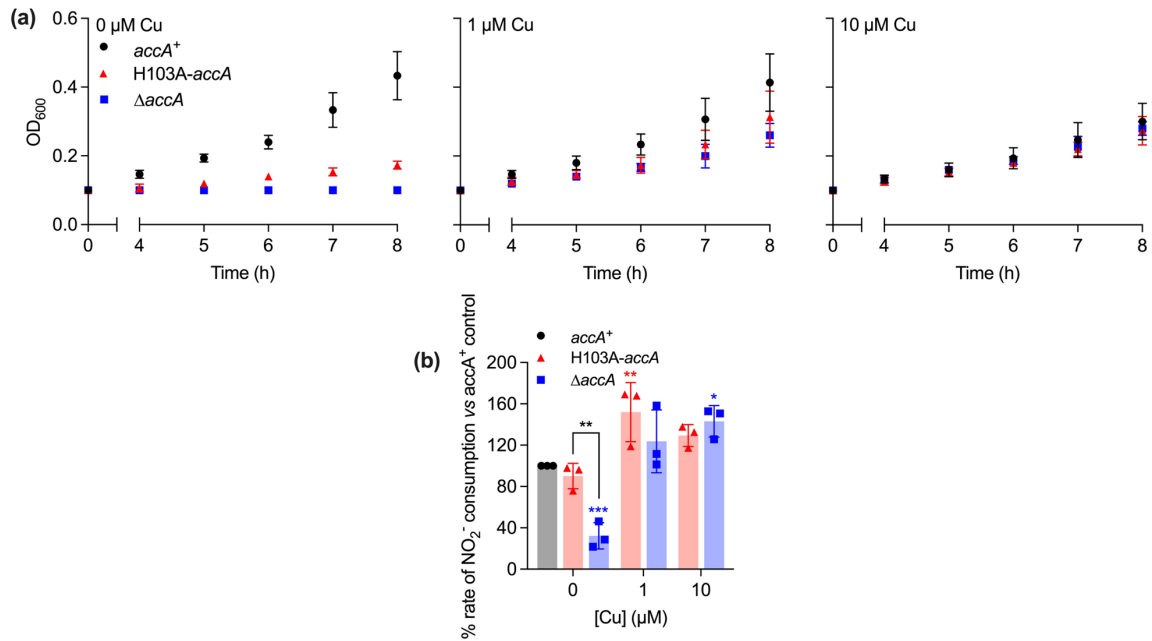 (a)
0 µM Cu
accA⁺
H103A-accA
ΔaccA
OD₆₀₀
0.6
0.4
0.2
0.0
0 4 5 6 7 8
Time (h)
1 µM Cu
0 4 5 6 7 8
Time (h)
10 µM Cu
0 4 5 6 7 8
Time (h)
(b)
accA⁺
H103A-accA
ΔaccA
% rate of NO₂⁻ consumption vs accA⁺ control
200
160
120
80
40
0
**
***
**
*
0 1 10
[Cu] (µM)